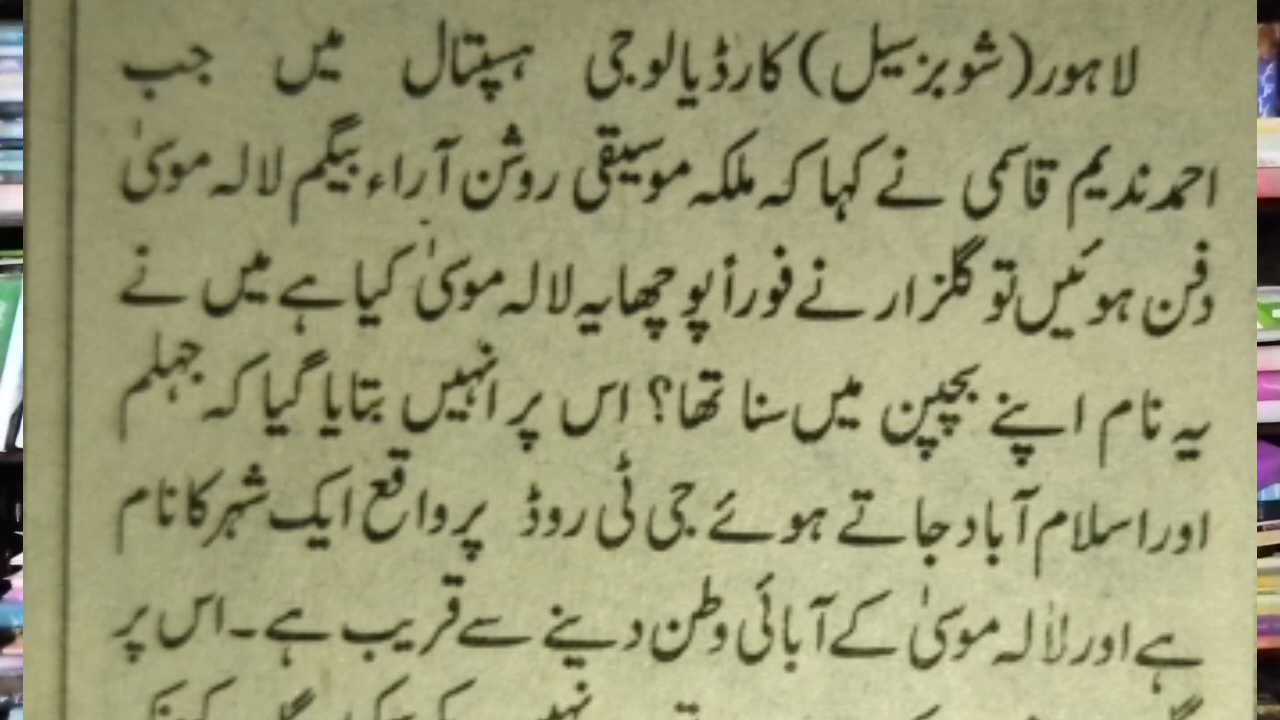 لاہور(شوبز سیل) کارڈیالوجی ہسپتال میں جب
احمد ندیم قاسمی نے کہا کہ ملکہ موسیقی روشن آراء بیگم لالہ موسیٰ
دفن ہوئیں تو گلزار نے فوراً پوچھا یہ لالہ موسیٰ کیا ہے میں نے
یہ نام اپنے بچپن میں سنا تھا؟ اس پر انہیں بتایا گیا کہ جہلم
اور اسلام آباد جاتے ہوئے جی ٹی روڈ پر واقع ایک شہر کا نام
ہے اور لالہ موسیٰ کے آبائی وطن دینے سے قریب ہے۔ اس پر